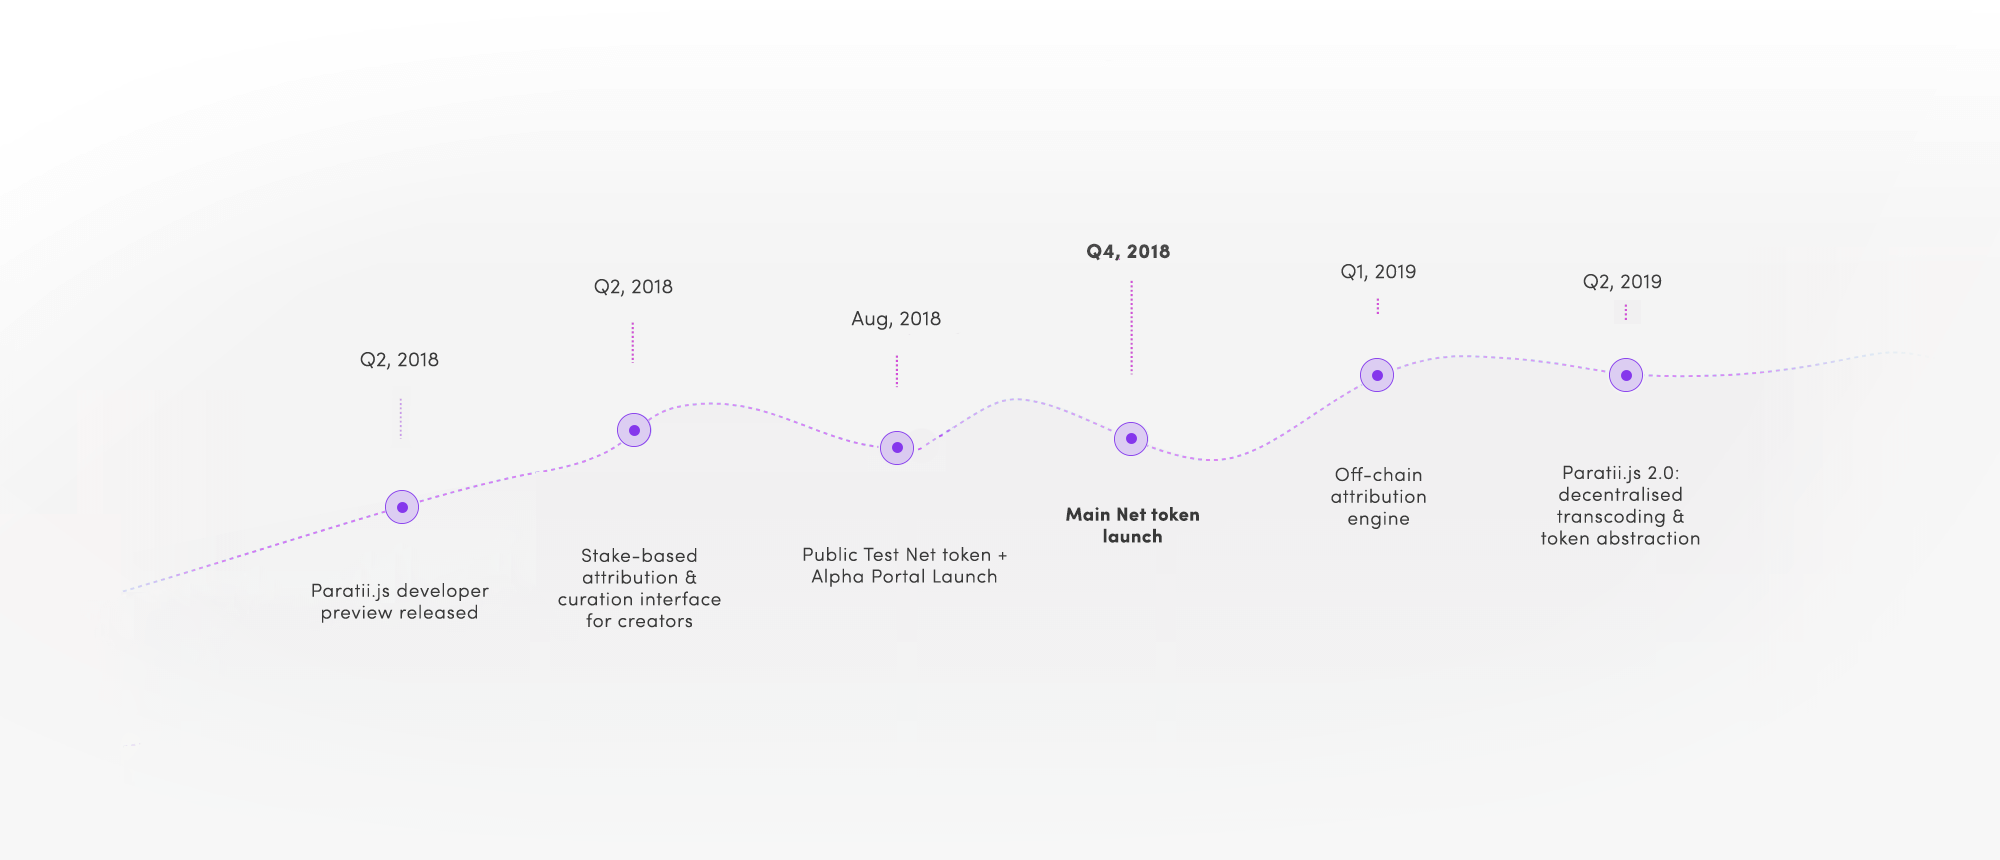 Q2, 2018
Paratii.js developer
preview released
Q2, 2018
Stake-based
attribution &
curation interface
for creators
Aug, 2018
Public Test Net token +
Alpha Portal Launch
Q4, 2018
Main Net token
launch
Q1, 2019
Off-chain
attribution
engine
Q2, 2019
Paratii.js 2.0:
decentralised
transcoding &
token abstraction